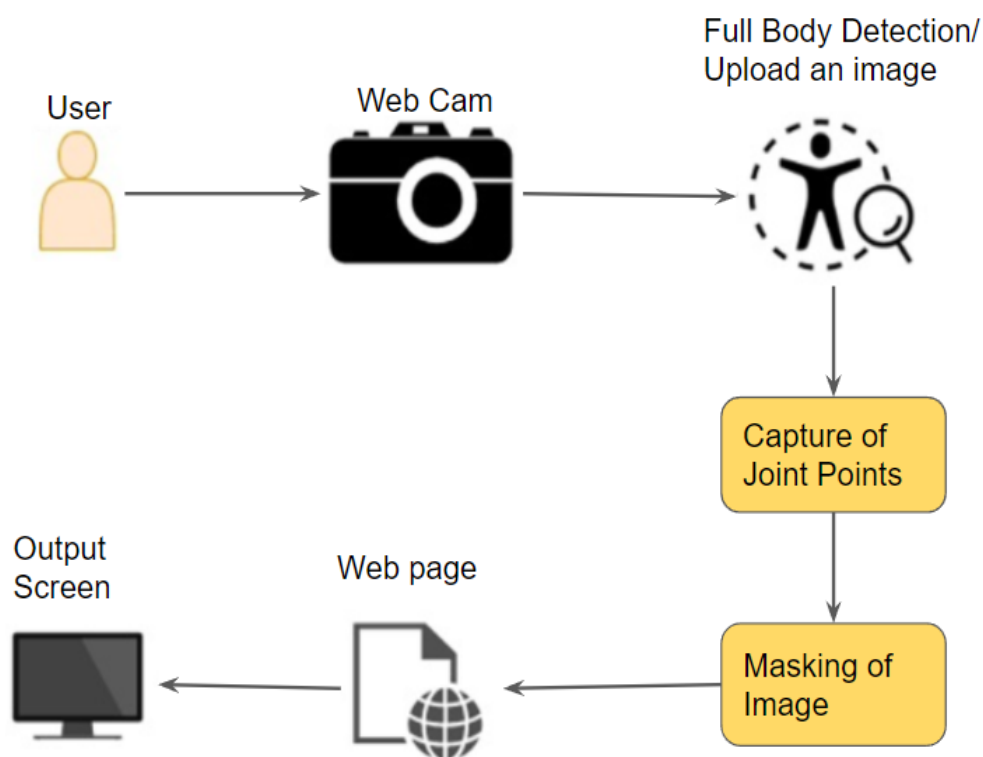 User
Web Cam
Full Body Detection/
Upload an image
Capture of
Joint Points
Masking of
Image
Web page
Output
Screen